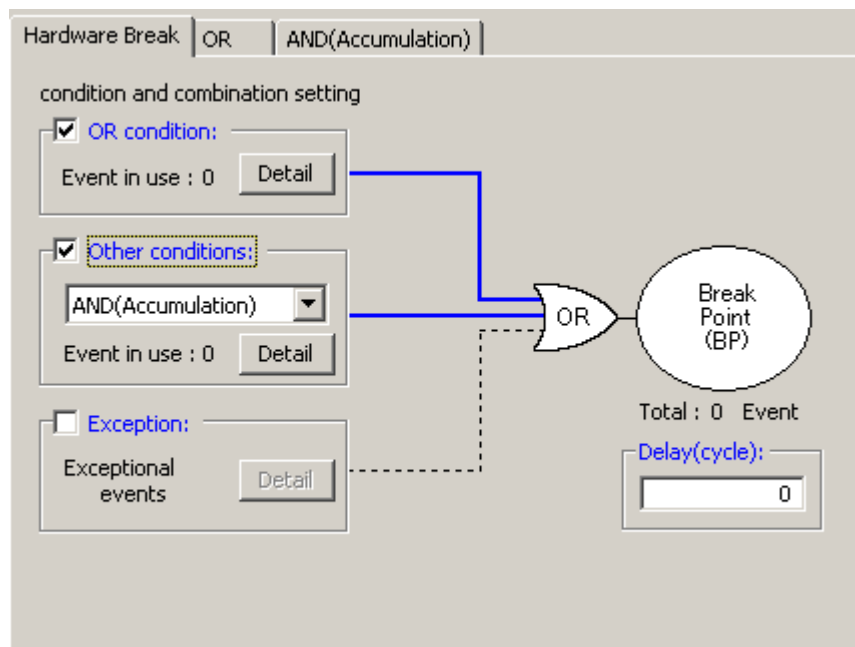 Hardware Break OR AND(Accumulation)
condition and combination setting
OR condition:
Event in use : 0 Detail
Other conditions:
AND(Accumulation)
Event in use : 0 Detail
Exception:
Exceptional
events
Detail
OR
Break
Point
(BP)
Total : 0 Event
Delay(cycle):
0